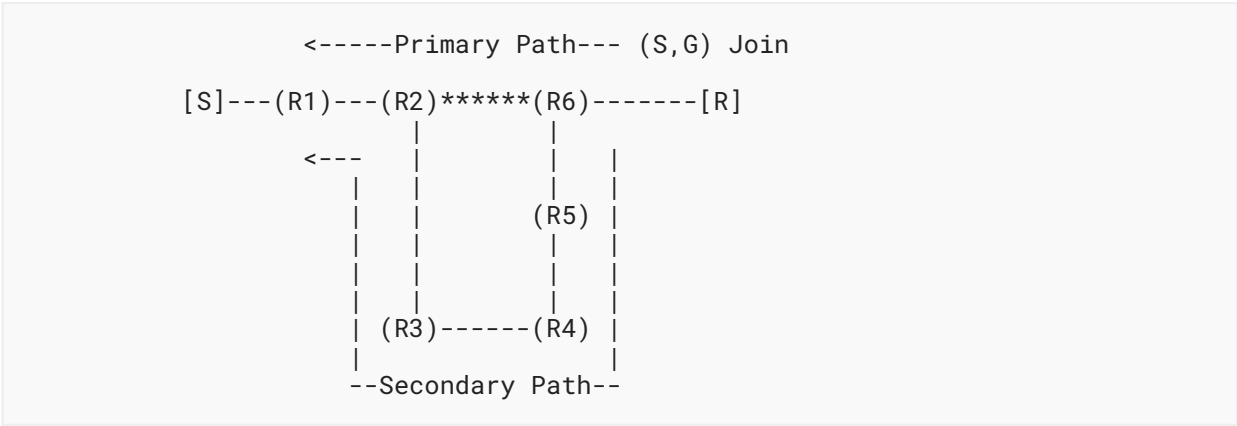 <-----Primary Path--- (S,G) Join
[S]---(R1)---(R2)******(R6)-------[R]
|        |
<---   |        |   |
|   |        |   |
|   |       (R5) |
|   |        |   |
|   |        |   |
|   |        |   |
| (R3)------(R4) |
|                |
--Secondary Path--